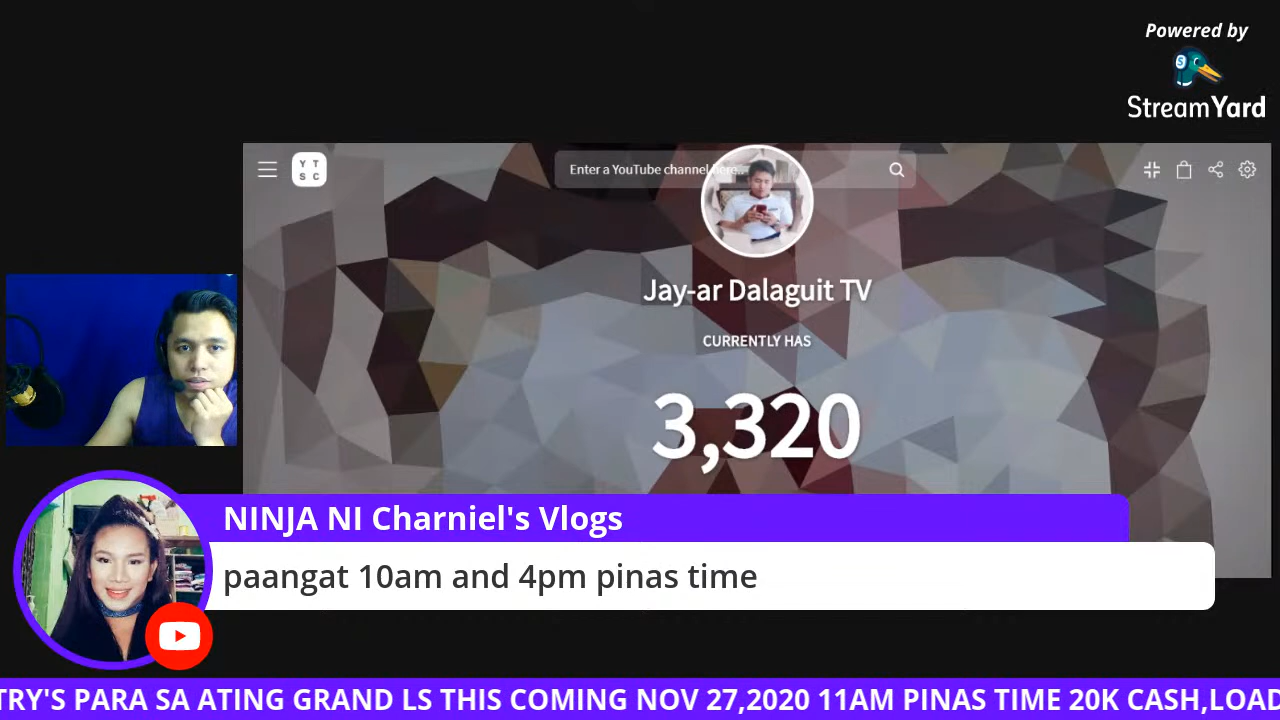 Powered by
StreamYard
Y T
S C
Enter a YouTube channel here...
Jay-ar Dalaguit TV
CURRENTLY HAS
3,320
NINJA NI Charniel's Vlogs
paangat 10am and 4pm pinas time
TRY'S PARA SA ATING GRAND LS THIS COMING NOV 27,2020 11AM PINAS TIME 20K CASH,LOAD